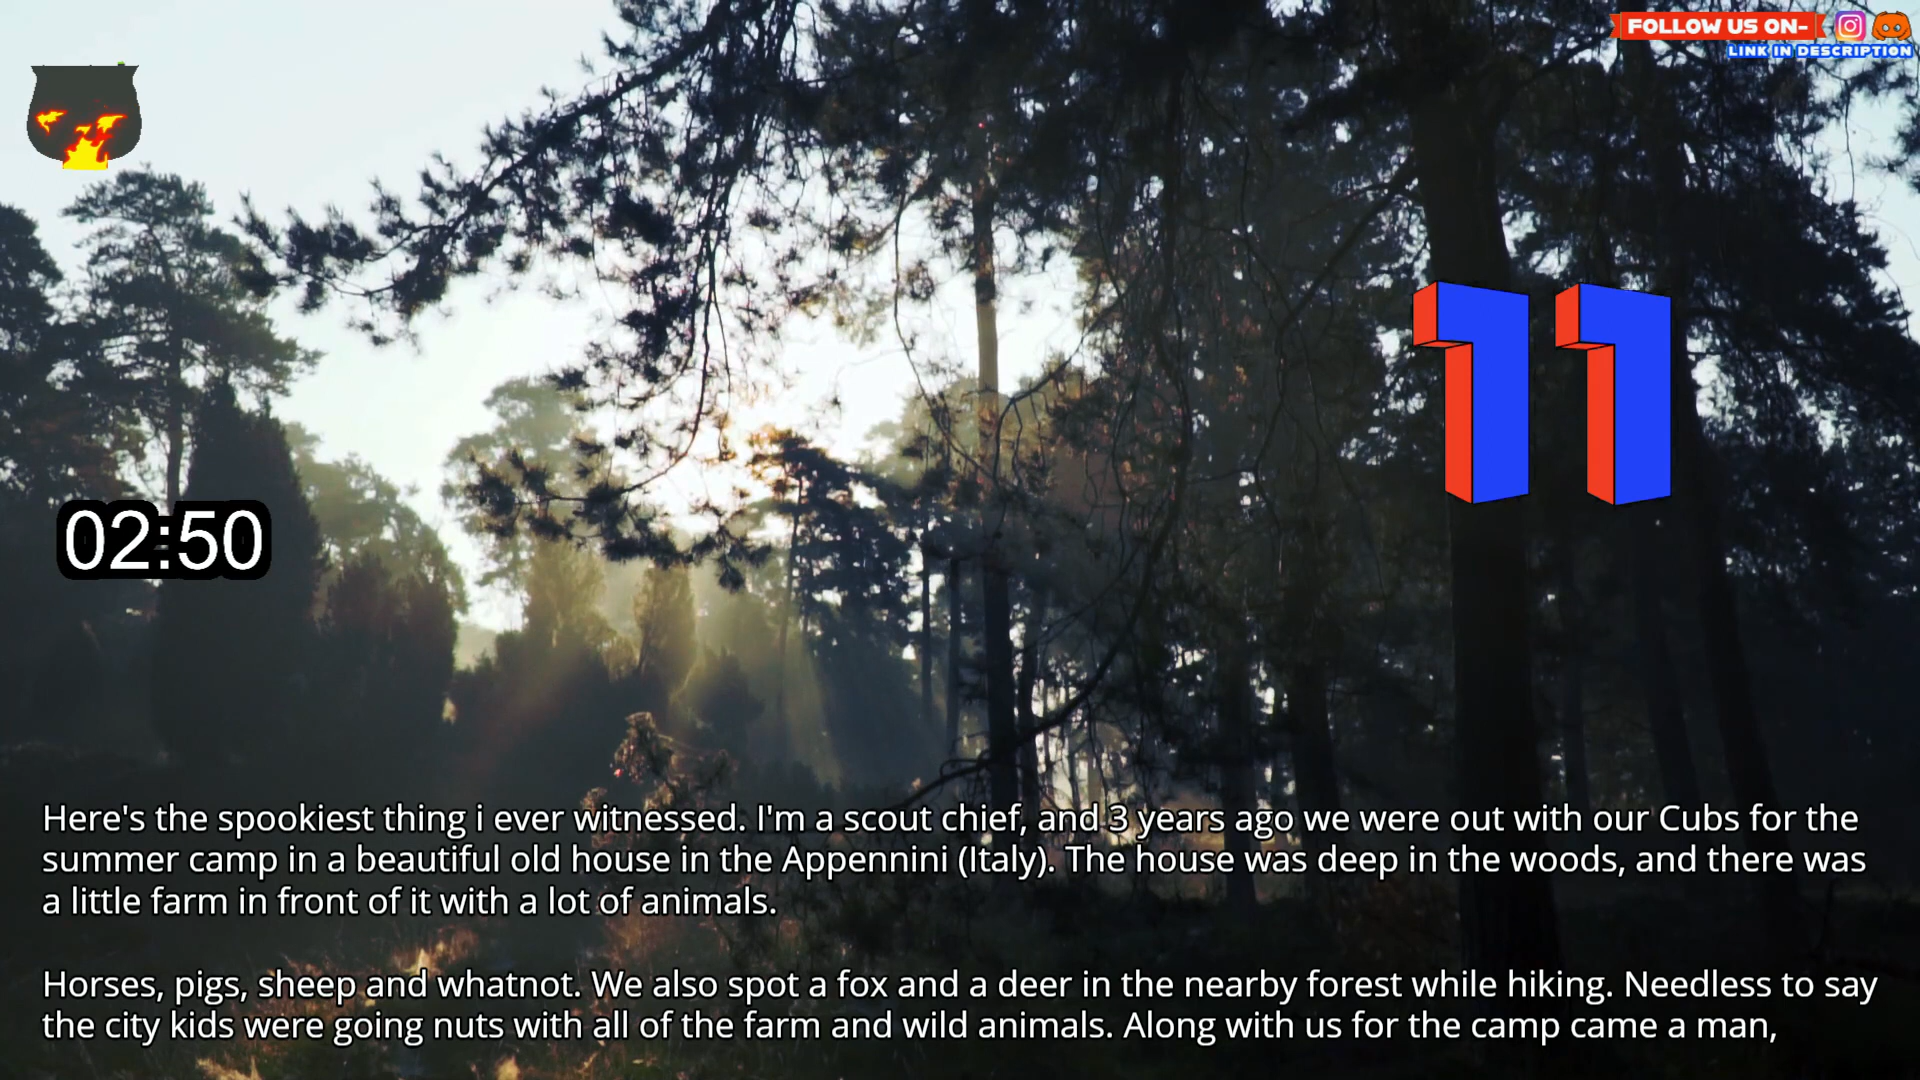 FOLLOW US ON-
LINK IN DESCRIPTION
11
02:50
Here's the spookiest thing i ever witnessed. I'm a scout chief, and 3 years ago we were out with our Cubs for the
summer camp in a beautiful old house in the Appennini (Italy). The house was deep in the woods, and there was
a little farm in front of it with a lot of animals.
Horses, pigs, sheep and whatnot. We also spot a fox and a deer in the nearby forest while hiking. Needless to say
the city kids were going nuts with all of the farm and wild animals. Along with us for the camp came a man,